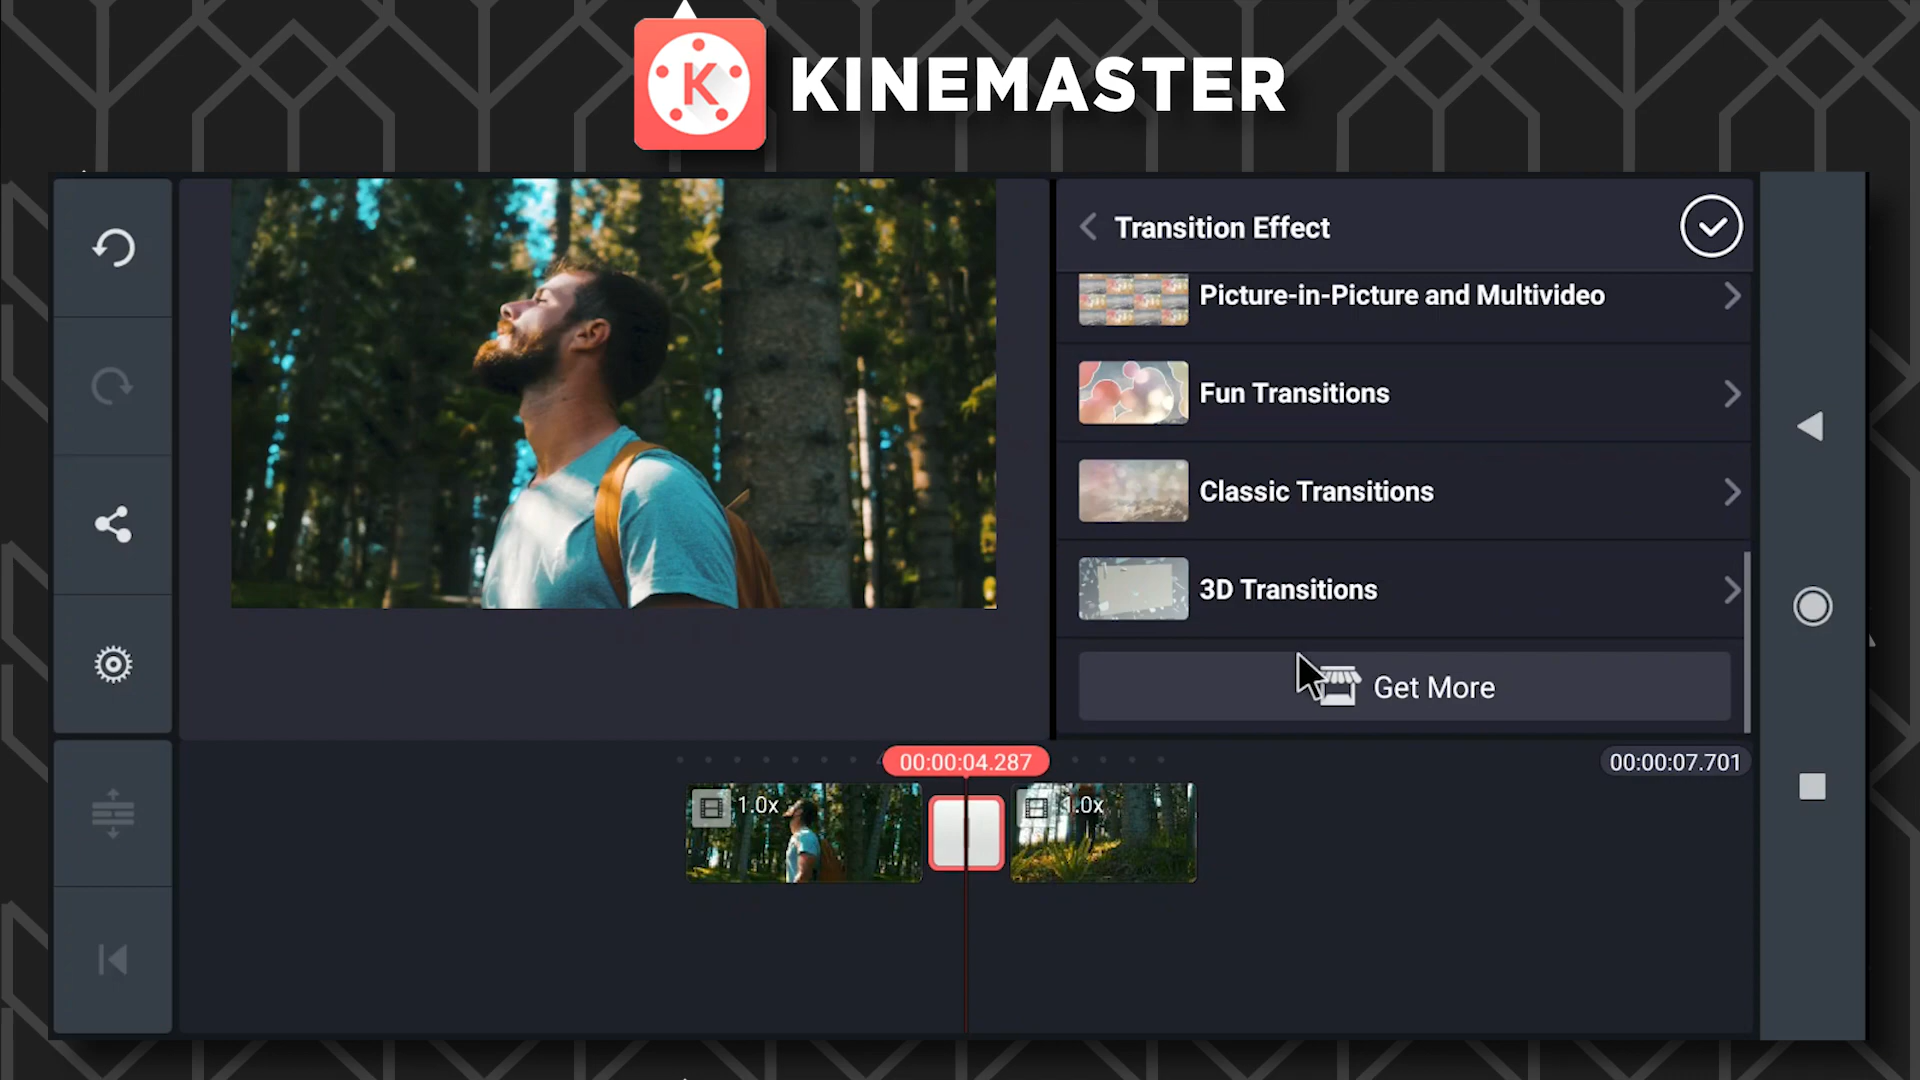 K KINEMASTER
Transition Effect
Picture-in-Picture and Multivideo
Fun Transitions
Classic Transitions
3D Transitions
Get More
00:00:04.287
00:00:07.701
1.0x
1.0x